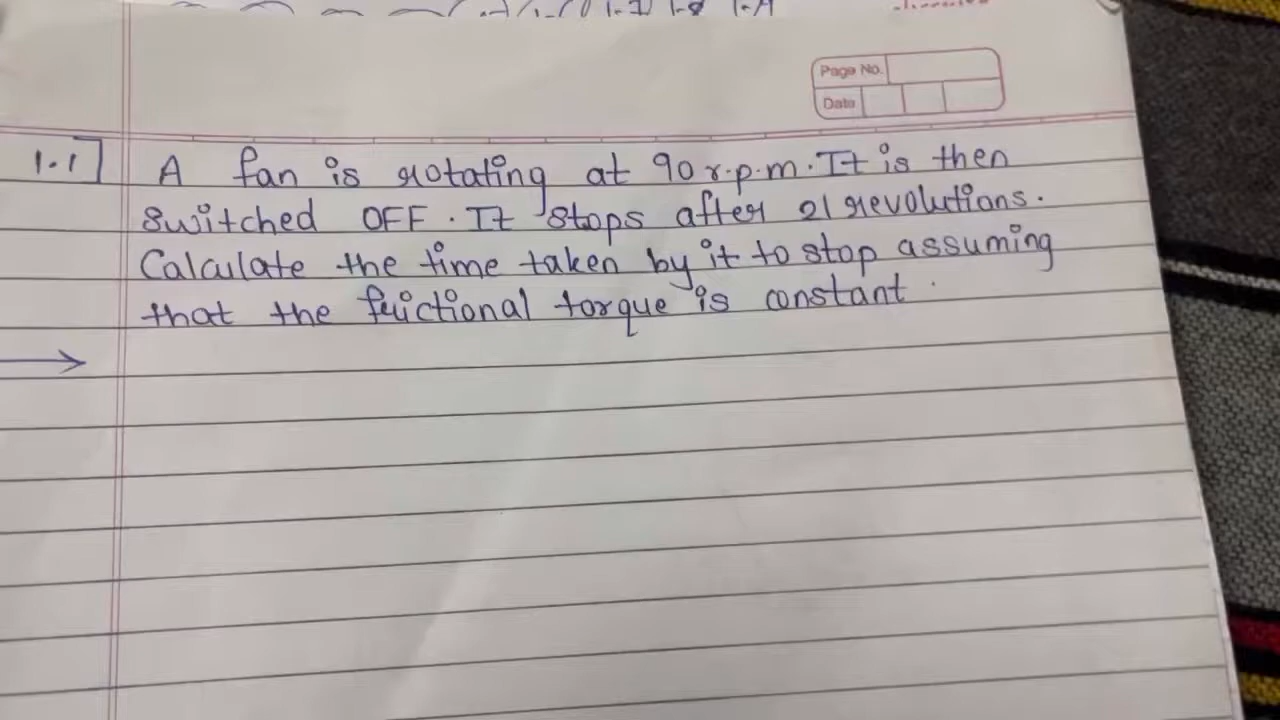 Page No.
Date
1.1] A fan is rotating at 90 r.p.m. It is then
switched OFF. It stops after 21 revolutions.
Calculate the time taken by it to stop assuming
that the frictional torque is constant.
→